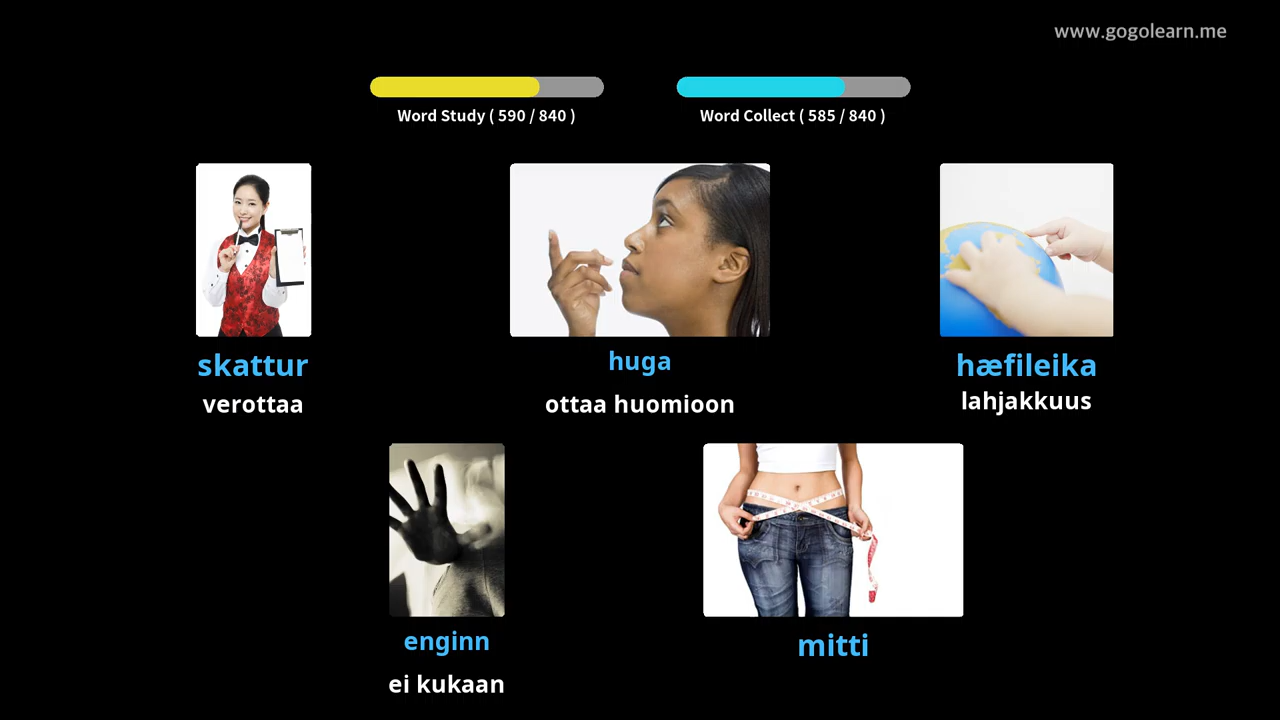 www.gogolearn.me
Word Study ( 590 / 840 )
Word Collect ( 585 / 840 )
skattur
verottaa
huga
ottaa huomioon
hæfileika
lahjakkuus
enginn
ei kukaan
mitti